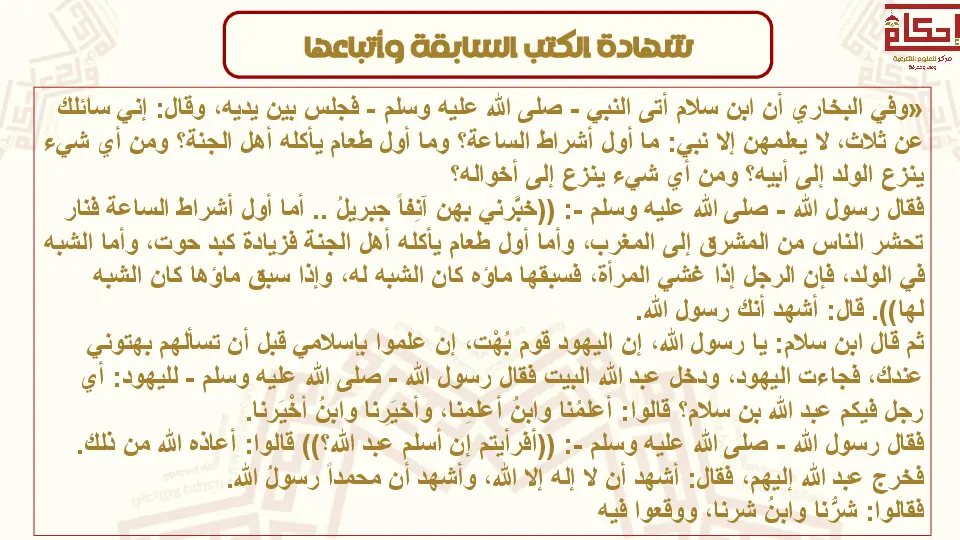 شهادة الكتب السابقة وأتباعها
إحكام
مركز للعلوم الشرعية
وعي ومعرفة
«وفي البخاري أن ابن سلام أتى النبي - صلى الله عليه وسلم - فجلس بين يديه، وقال: إني سائلك
عن ثلاث، لا يعلمهن إلا نبي: ما أول أشراط الساعة؟ وما أول طعام يأكله أهل الجنة؟ ومن أي شيء
ينزع الولد إلى أبيه؟ ومن أي شيء ينزع إلى أخواله؟
فقال رسول الله - صلى الله عليه وسلم -: ((خبَّرني بهن آنِفاً جبريلُ .. أما أول أشراط الساعة فنار
تحشر الناس من المشرق إلى المغرب، وأما أول طعام يأكله أهل الجنة فزيادة كبد حوت، وأما الشبه
في الولد، فإن الرجل إذا غشي المرأة، فسبقها ماؤه كان الشبه له، وإذا سبق ماؤها كان الشبه
لها)). قال: أشهد أنك رسول الله.
ثم قال ابن سلام: يا رسول الله، إن اليهود قوم بُهْت، إن علموا بإسلامي قبل أن تسألهم بهتوني
عندك، فجاءت اليهود، ودخل عبد الله البيت فقال رسول الله - صلى الله عليه وسلم - لليهود: أي
رجل فيكم عبد الله بن سلام؟ قالوا: أعلمُنا وابنُ أعلمِنا، وأخيَرِنا وابنُ أخْيَرنا.
فقال رسول الله - صلى الله عليه وسلم -: ((أفرأيتم إن أسلم عبد الله؟)) قالوا: أعاذه الله من ذلك.
فخرج عبد الله إليهم، فقال: أشهد أن لا إله إلا الله، وأشهد أن محمداً رسولُ الله.
فقالوا: شرُّنا وابنُ شرنا، ووقعوا فيه